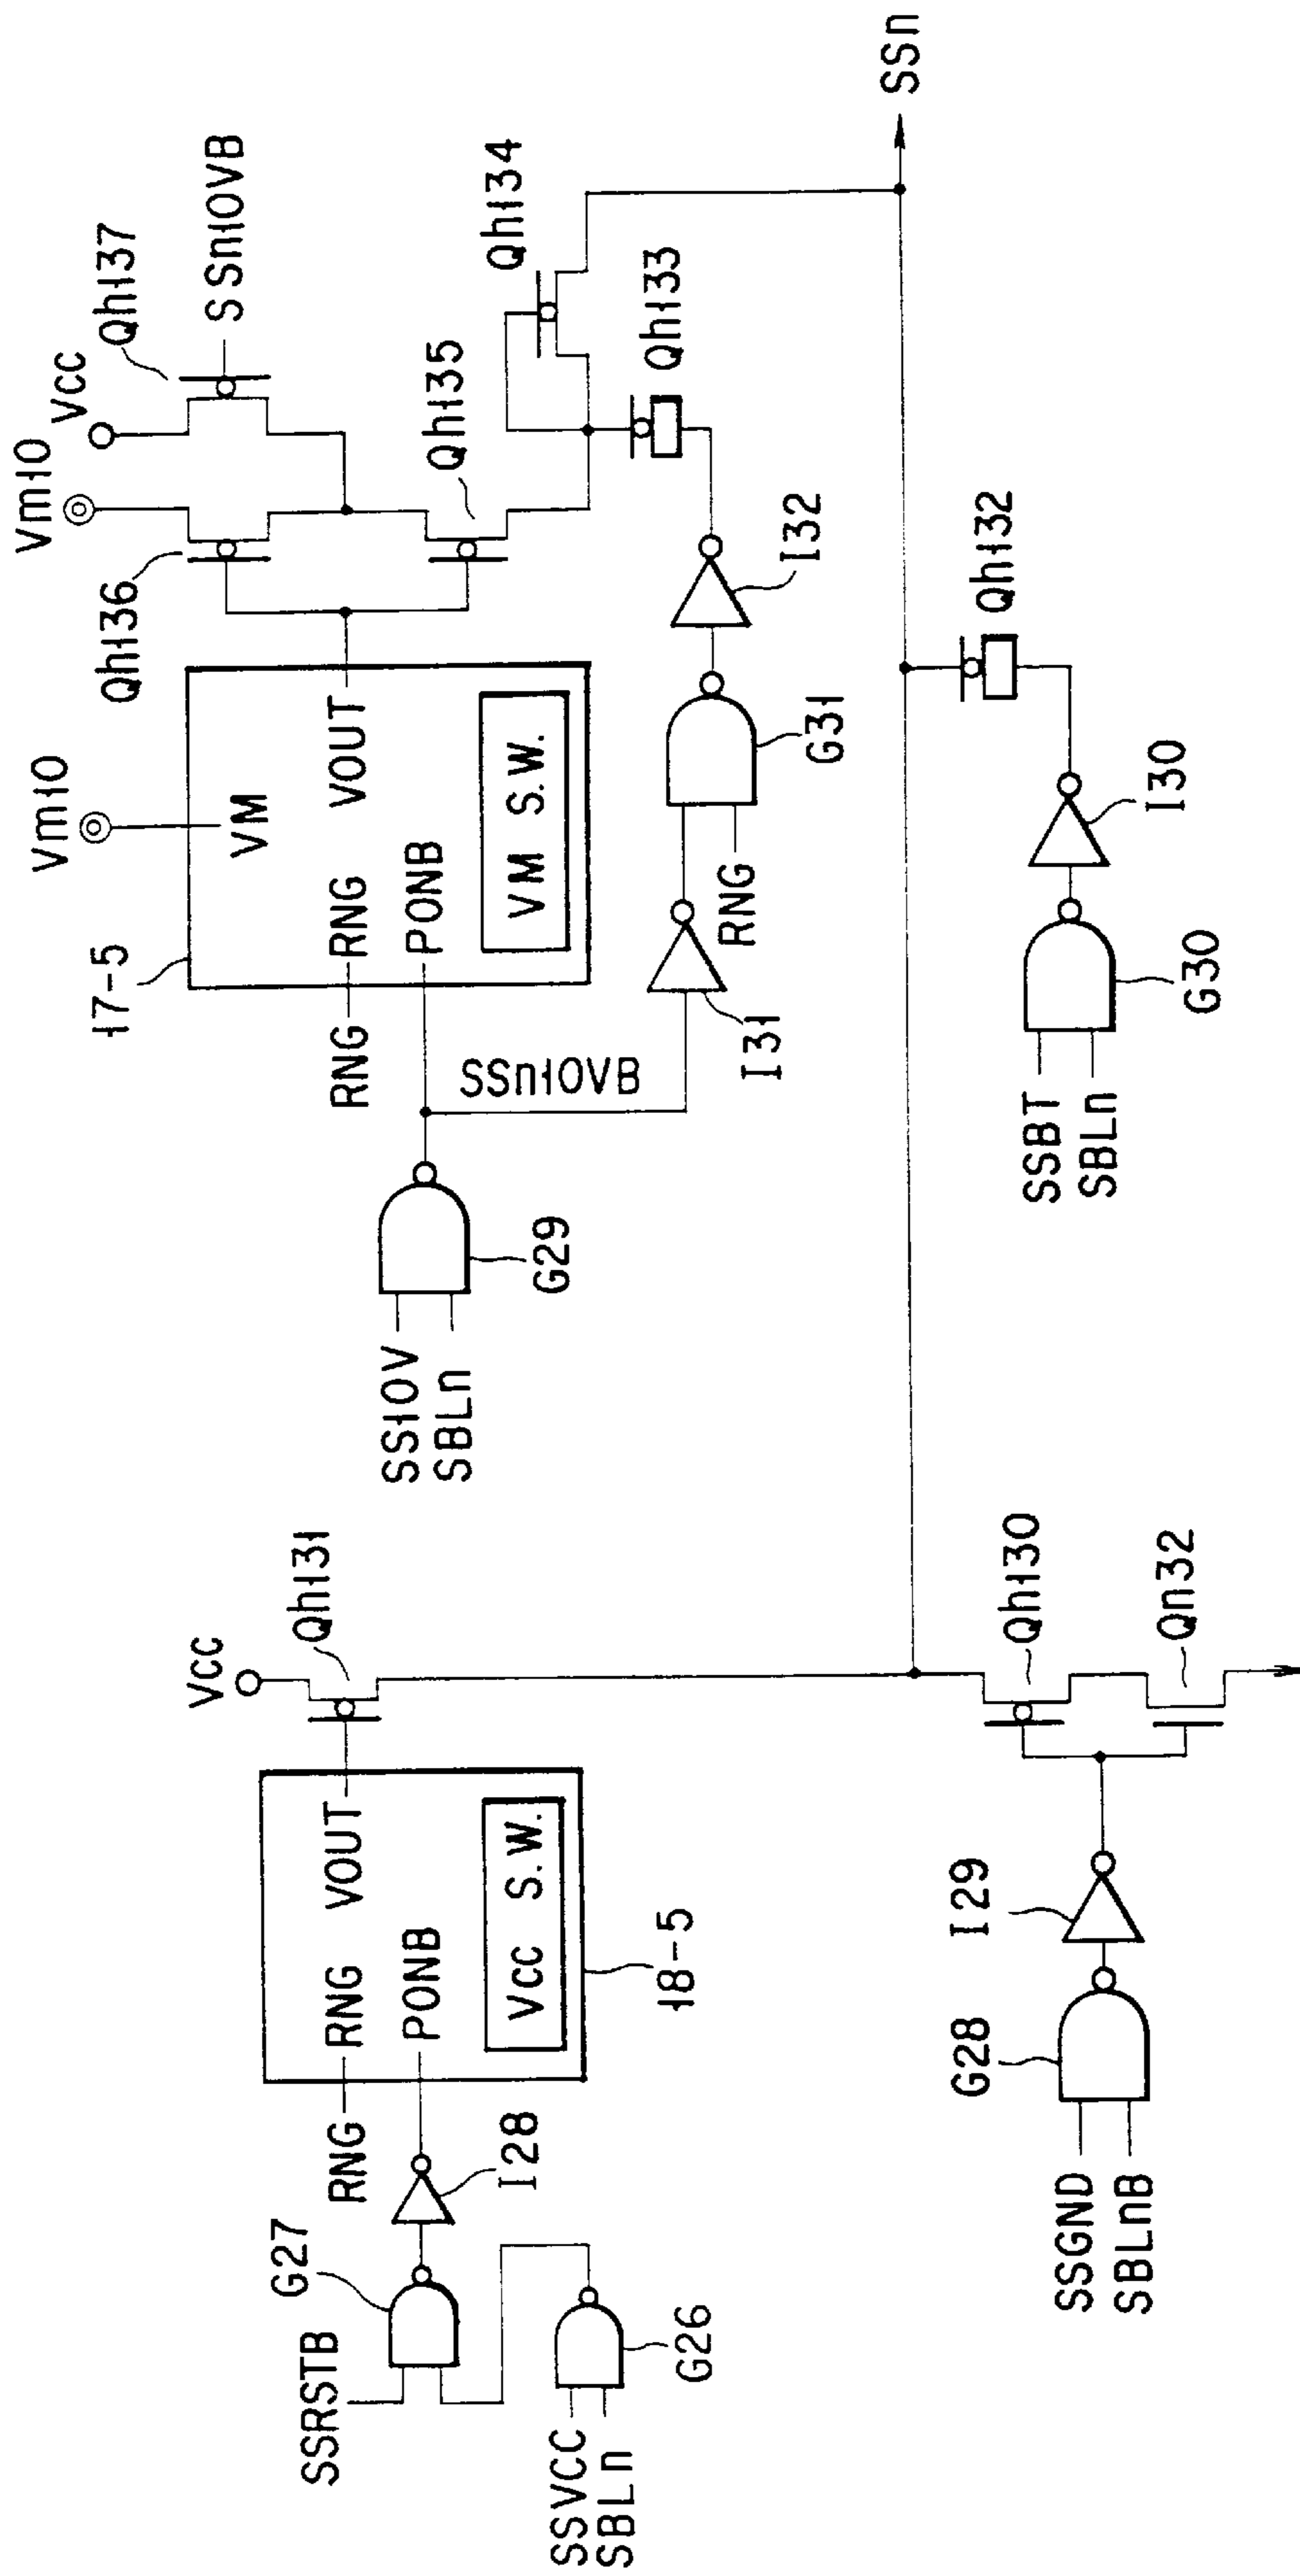 Vcc
Qh131
VOUT
RNG
RNG
PONB
Vcc S.W.
18-5
I28
G27
SSRSTB
SSVCC
SBLn
G26
17-5
Vm10
VM
RNG
RNG
VOUT
PONB
VM S.W.
Qh136
Vm10
Vcc
Qh137
SSn10VB
Qh135
Qh134
Qh133
SS10V
SBLn
G29
SSn10VB
I31
RNG
G31
I32
SSn
SSGND
SBLnB
G28
I29
Qh130
Qn32
SSBT
SBLn
G30
I30
Qh132